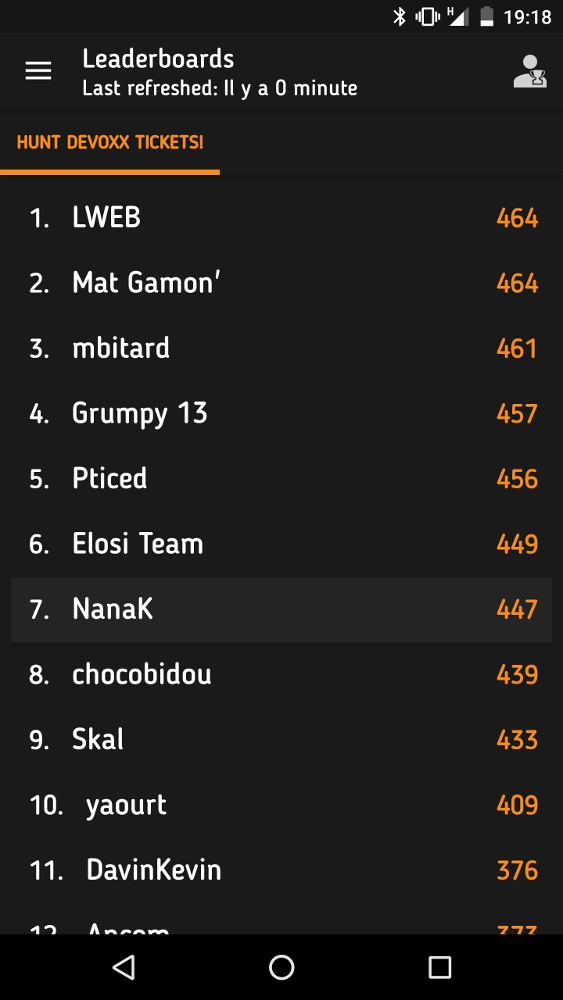 H 19:18
Leaderboards
Last refreshed: Il y a 0 minute
HUNT DEVOXX TICKETS!
1. LWEB 464
2. Mat Gamon' 464
3. mbitard 461
4. Grumpy 13 457
5. Pticed 456
6. Elosi Team 449
7. NanaK 447
8. chocobidou 439
9. Skal 433
10. yaourt 409
11. DavinKevin 376
12. 373